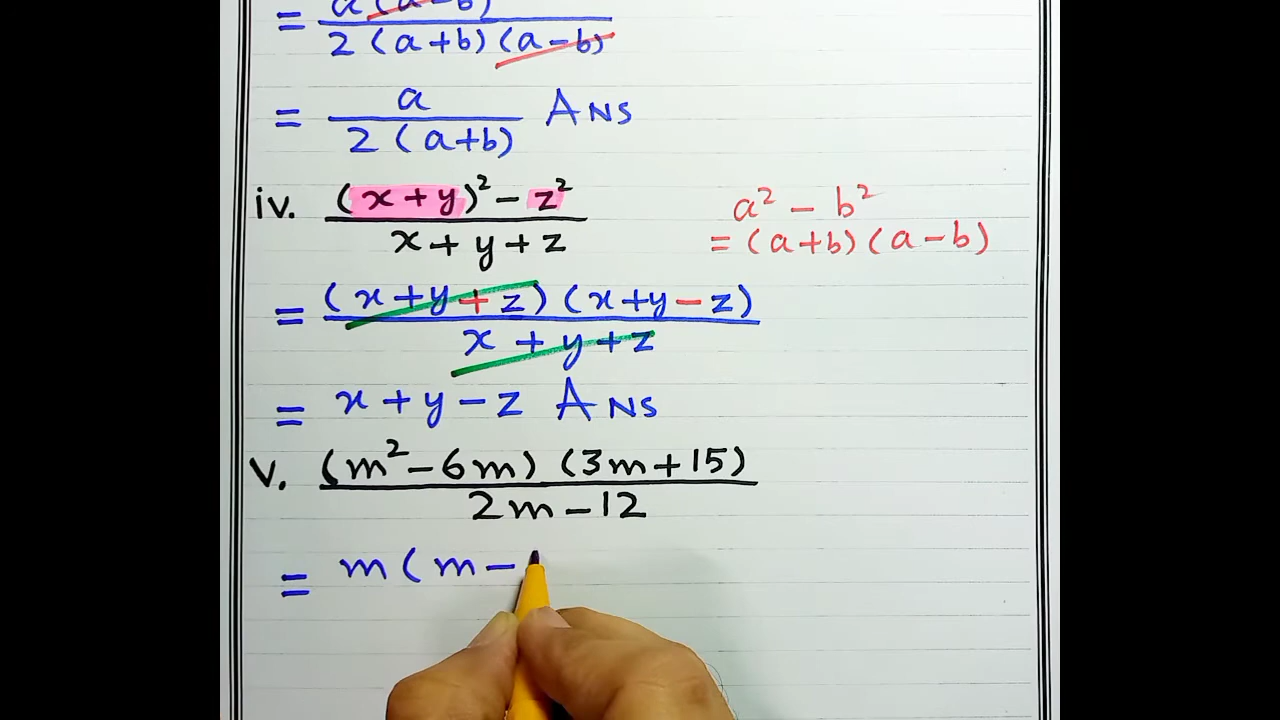 = a(a-b)
2(a+b)(a-b)
= a Ans
2(a+b)
iv. (x+y)²-z²
x+y+z
a²-b²
=(a+b)(a-b)
= (x+y+z)(x+y-z)
x+y+z
= x+y-z Ans
v. (m²-6m)(3m+15)
2m-12
= m(m-